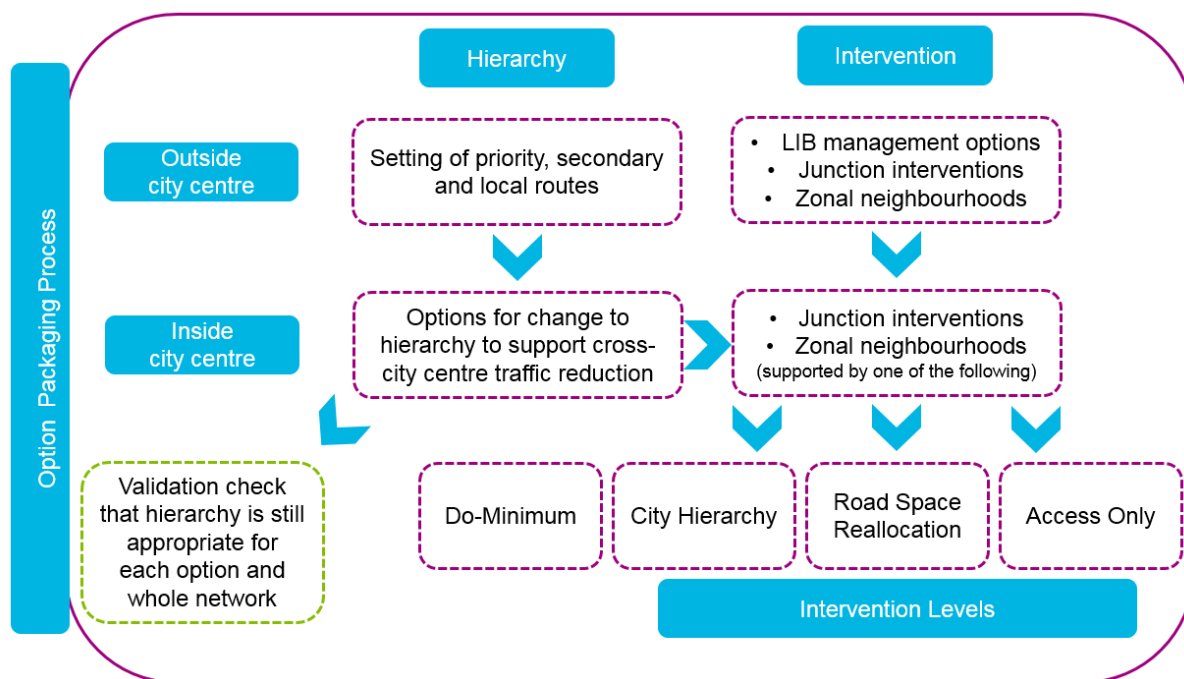 Option Packaging Process
Hierarchy
Intervention
Outside
city centre
Setting of priority, secondary
and local routes
• LIB management options
• Junction interventions
• Zonal neighbourhoods
Inside
city centre
Options for change to
hierarchy to support cross-
city centre traffic reduction
• Junction interventions
• Zonal neighbourhoods
(supported by one of the following)
Validation check
that hierarchy is still
appropriate for
each option and
whole network
Do-Minimum
City Hierarchy
Road Space
Reallocation
Access Only
Intervention Levels